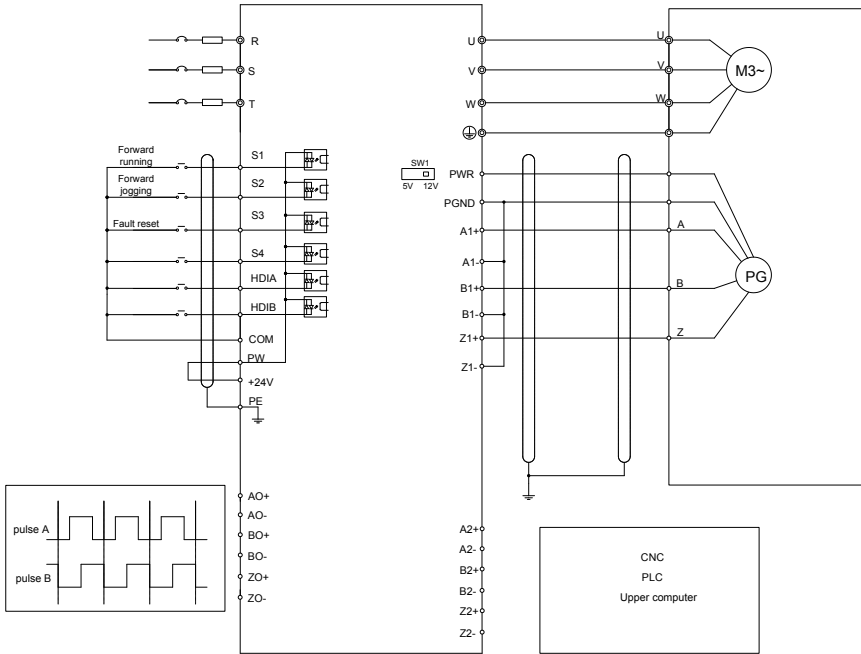 R
S
T
Forward
running
Forward
jogging
Fault reset
S1
S2
S3
S4
HDIA
HDIB
COM
PW
+24V
PE
U
V
W
U
V
W
M3~
SW1
5V 12V
PWR
PGND
A1+
A1-
B1+
B1-
Z1+
Z1-
A
B
Z
PG
pulse A
pulse B
AO+
AO-
BO+
BO-
ZO+
ZO-
A2+
A2-
B2+
B2-
Z2+
Z2-
CNC
PLC
Upper computer